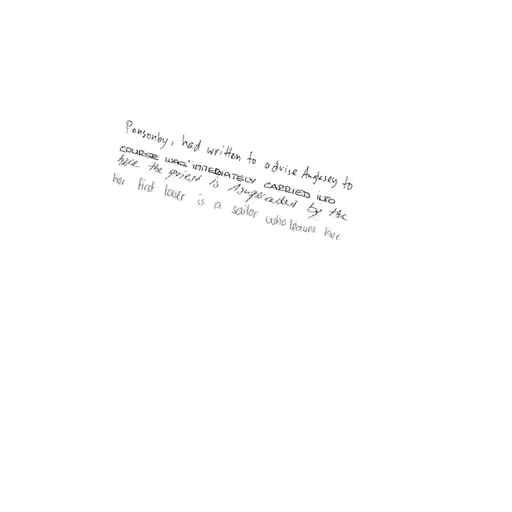 Ponsonby, had written to advise Anglesey to
COURSE WAS IMMEDIATELY CARRIED INTO
here the priest is superceded by the
her first lover is a sailor who leaves her